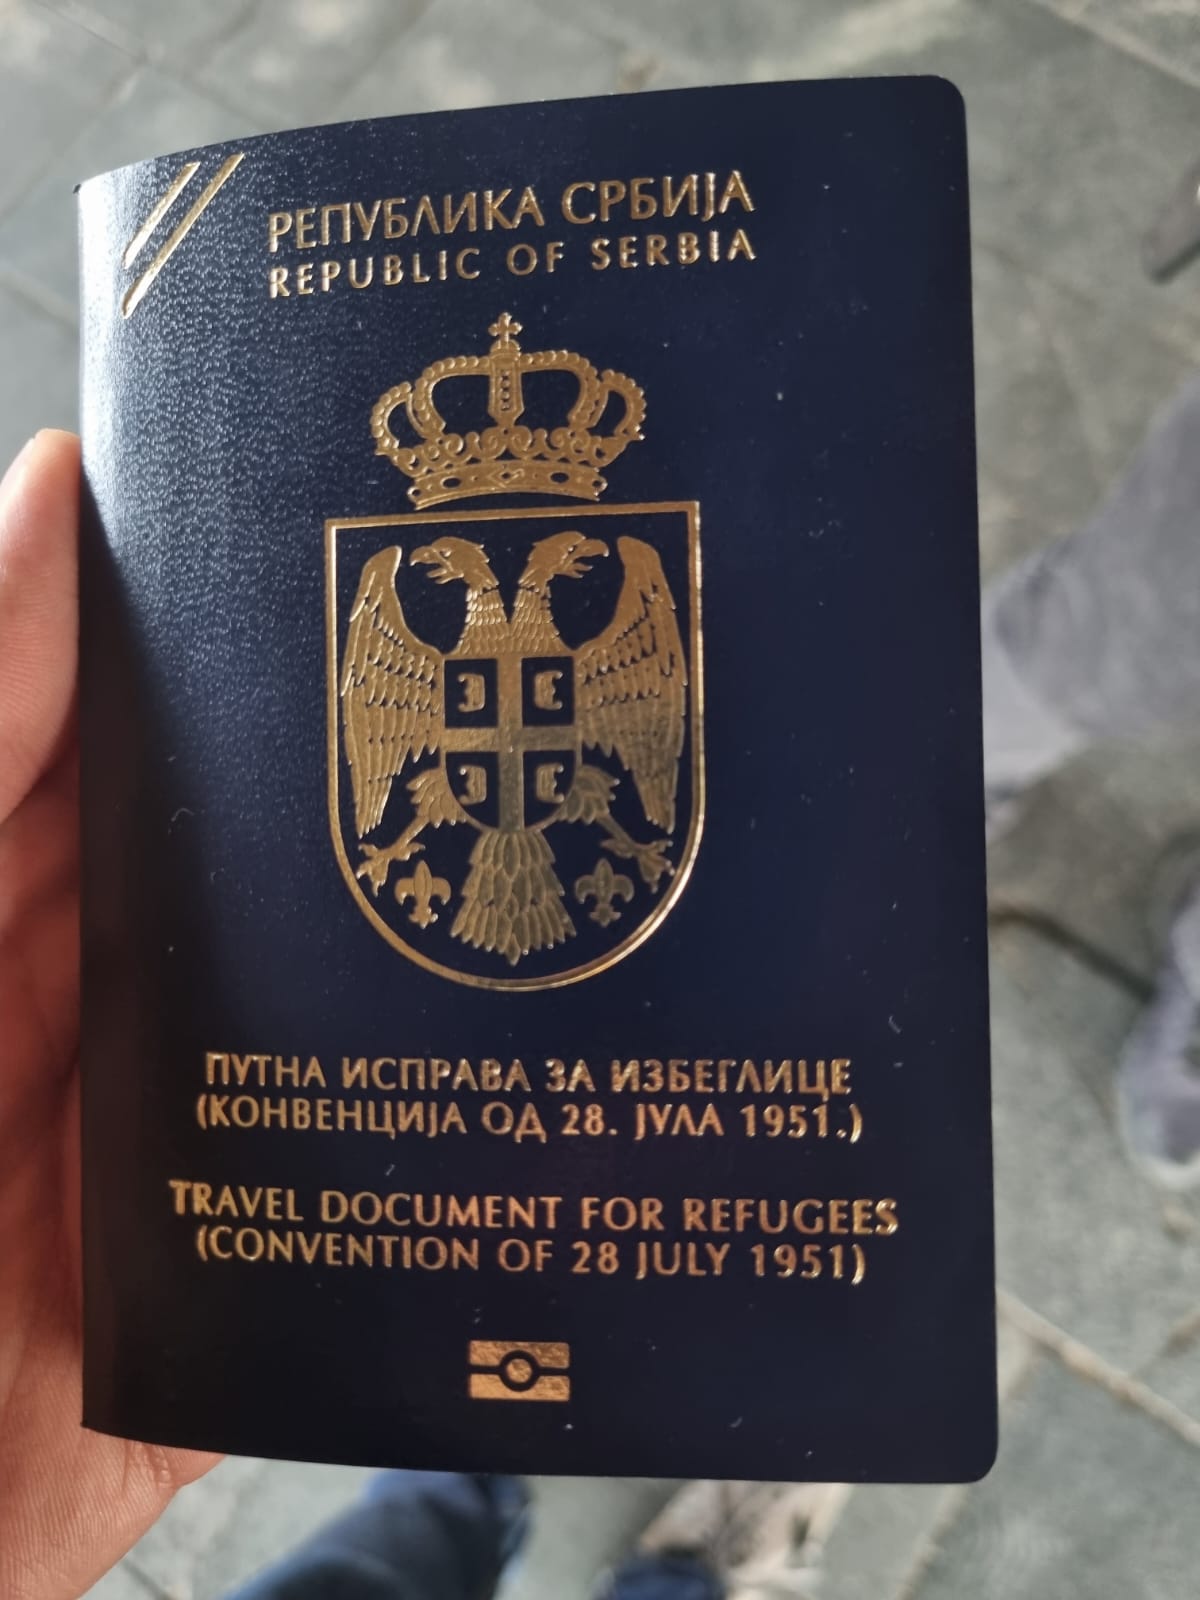 РЕПУБЛИКА СРБИЈА
REPUBLIC OF SERBIA
ПУТНА ИСПРАВА ЗА ИЗБЕГЛИЦЕ
(КОНВЕНЦИЈА ОД 28. ЈУЛА 1951.)
TRAVEL DOCUMENT FOR REFUGEES
(CONVENTION OF 28 JULY 1951)